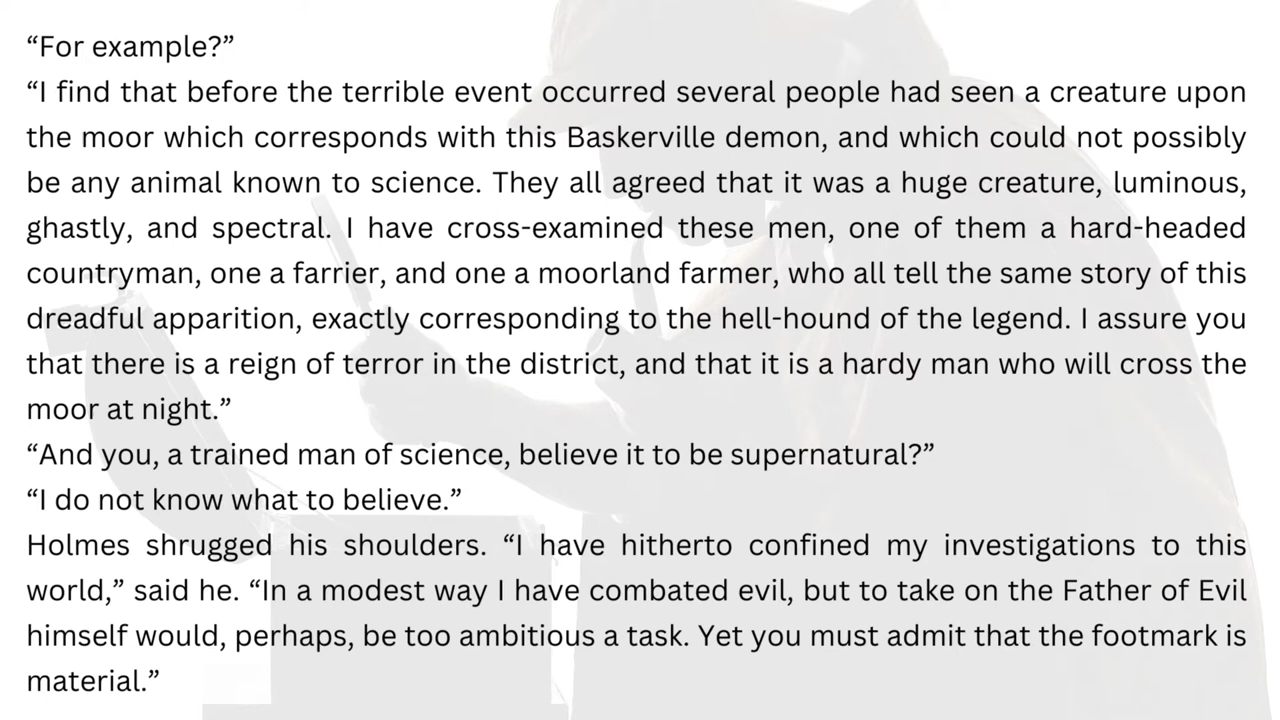 “For example?”
“I find that before the terrible event occurred several people had seen a creature upon
the moor which corresponds with this Baskerville demon, and which could not possibly
be any animal known to science. They all agreed that it was a huge creature, luminous,
ghastly, and spectral. I have cross-examined these men, one of them a hard-headed
countryman, one a farrier, and one a moorland farmer, who all tell the same story of this
dreadful apparition, exactly corresponding to the hell-hound of the legend. I assure you
that there is a reign of terror in the district, and that it is a hardy man who will cross the
moor at night.”
“And you, a trained man of science, believe it to be supernatural?”
“I do not know what to believe.”
Holmes shrugged his shoulders. “I have hitherto confined my investigations to this
world,” said he. “In a modest way I have combated evil, but to take on the Father of Evil
himself would, perhaps, be too ambitious a task. Yet you must admit that the footmark is
material.”